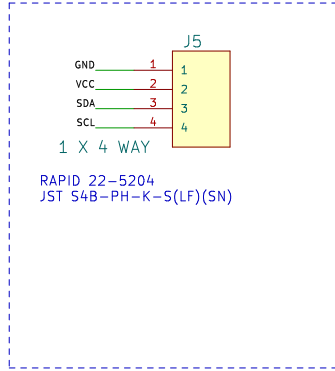 J5
GND 1 1
VCC 2 2
SDA 3 3
SCL 4 4
1 X 4 WAY
RAPID 22-5204
JST S4B-PH-K-S(LF)(SN)